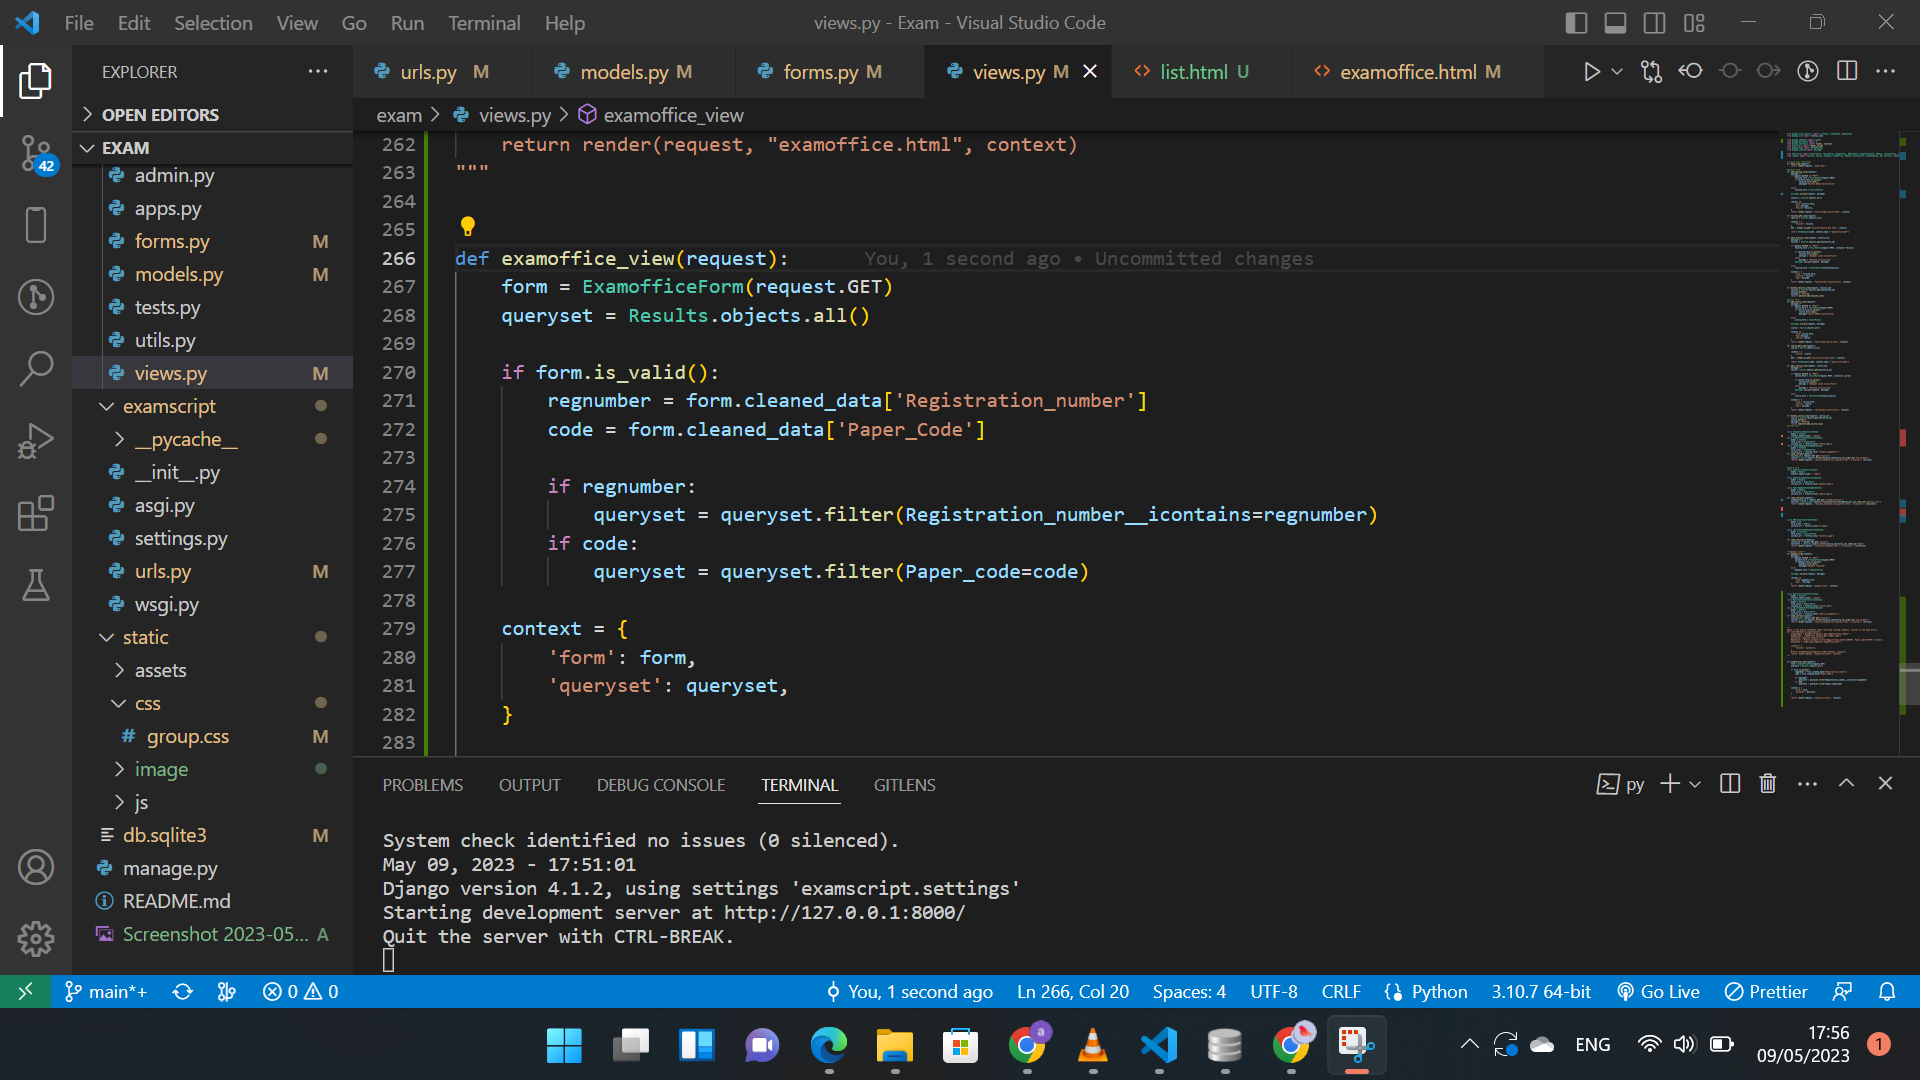 File Edit Selection View Go Run Terminal Help
views.py - Exam - Visual Studio Code
EXPLORER
OPEN EDITORS
EXAM
admin.py
apps.py
forms.py M
models.py M
tests.py
utils.py
views.py M
examscript
__pycache__
__init__.py
asgi.py
settings.py
urls.py M
wsgi.py
static
assets
css
group.css M
image
js
db.sqlite3 M
manage.py
README.md
Screenshot 2023-05... A
42
urls.py M
models.py M
forms.py M
views.py M
list.html U
examoffice.html M
exam > views.py > examoffice_view
262 return render(request, "examoffice.html", context)
263 """
264
265
266 def examoffice_view(request): You, 1 second ago • Uncommitted changes
267 form = ExamofficeForm(request.GET)
268 queryset = Results.objects.all()
269
270 if form.is_valid():
271 regnumber = form.cleaned_data['Registration_number']
272 code = form.cleaned_data['Paper_Code']
273
274 if regnumber:
275 queryset = queryset.filter(Registration_number__icontains=regnumber)
276 if code:
277 queryset = queryset.filter(Paper_code=code)
278
279 context = {
280 'form': form,
281 'queryset': queryset,
282 }
283
PROBLEMS OUTPUT DEBUG CONSOLE TERMINAL GITLENS
py
System check identified no issues (0 silenced).
May 09, 2023 - 17:51:01
Django version 4.1.2, using settings 'examscript.settings'
Starting development server at http://127.0.0.1:8000/
Quit the server with CTRL-BREAK.
main*+ 0 0 You, 1 second ago Ln 266, Col 20 Spaces: 4 UTF-8 CRLF Python 3.10.7 64-bit Go Live Prettier
a
ENG
17:56
09/05/2023
1